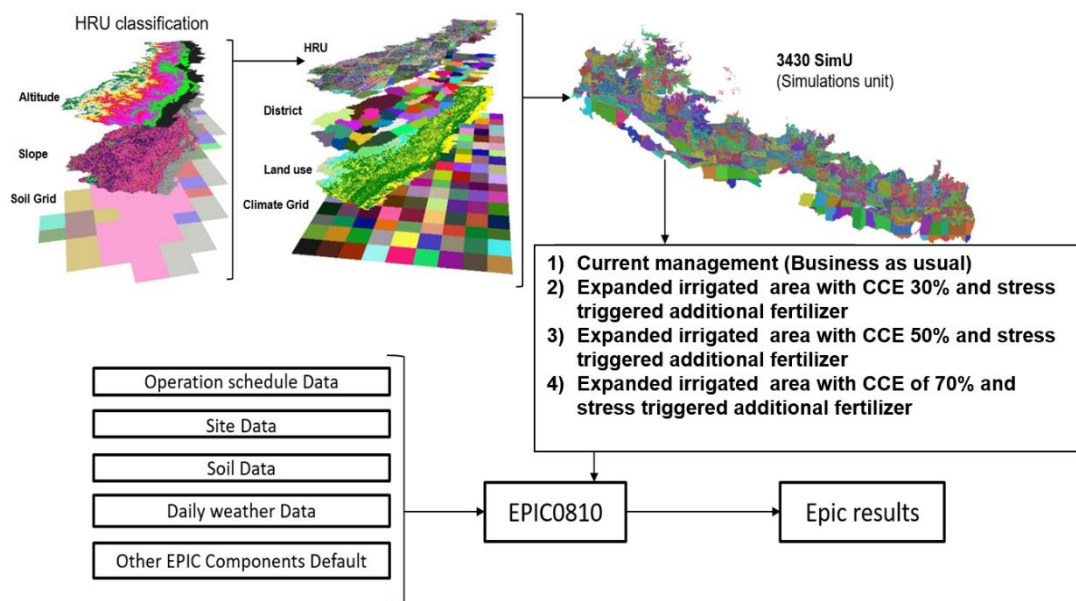 HRU classification
Altitude
Slope
Soil Grid
HRU
District
Land use
Climate Grid
3430 SimU
(Simulations unit)
1) Current management (Business as usual)
2) Expanded irrigated area with CCE 30% and stress
triggered additional fertilizer
3) Expanded irrigated area with CCE 50% and stress
triggered additional fertilizer
4) Expanded irrigated area with CCE of 70% and
stress triggered additional fertilizer
Operation schedule Data
Site Data
Soil Data
Daily weather Data
Other EPIC Components Default
EPIC0810
Epic results